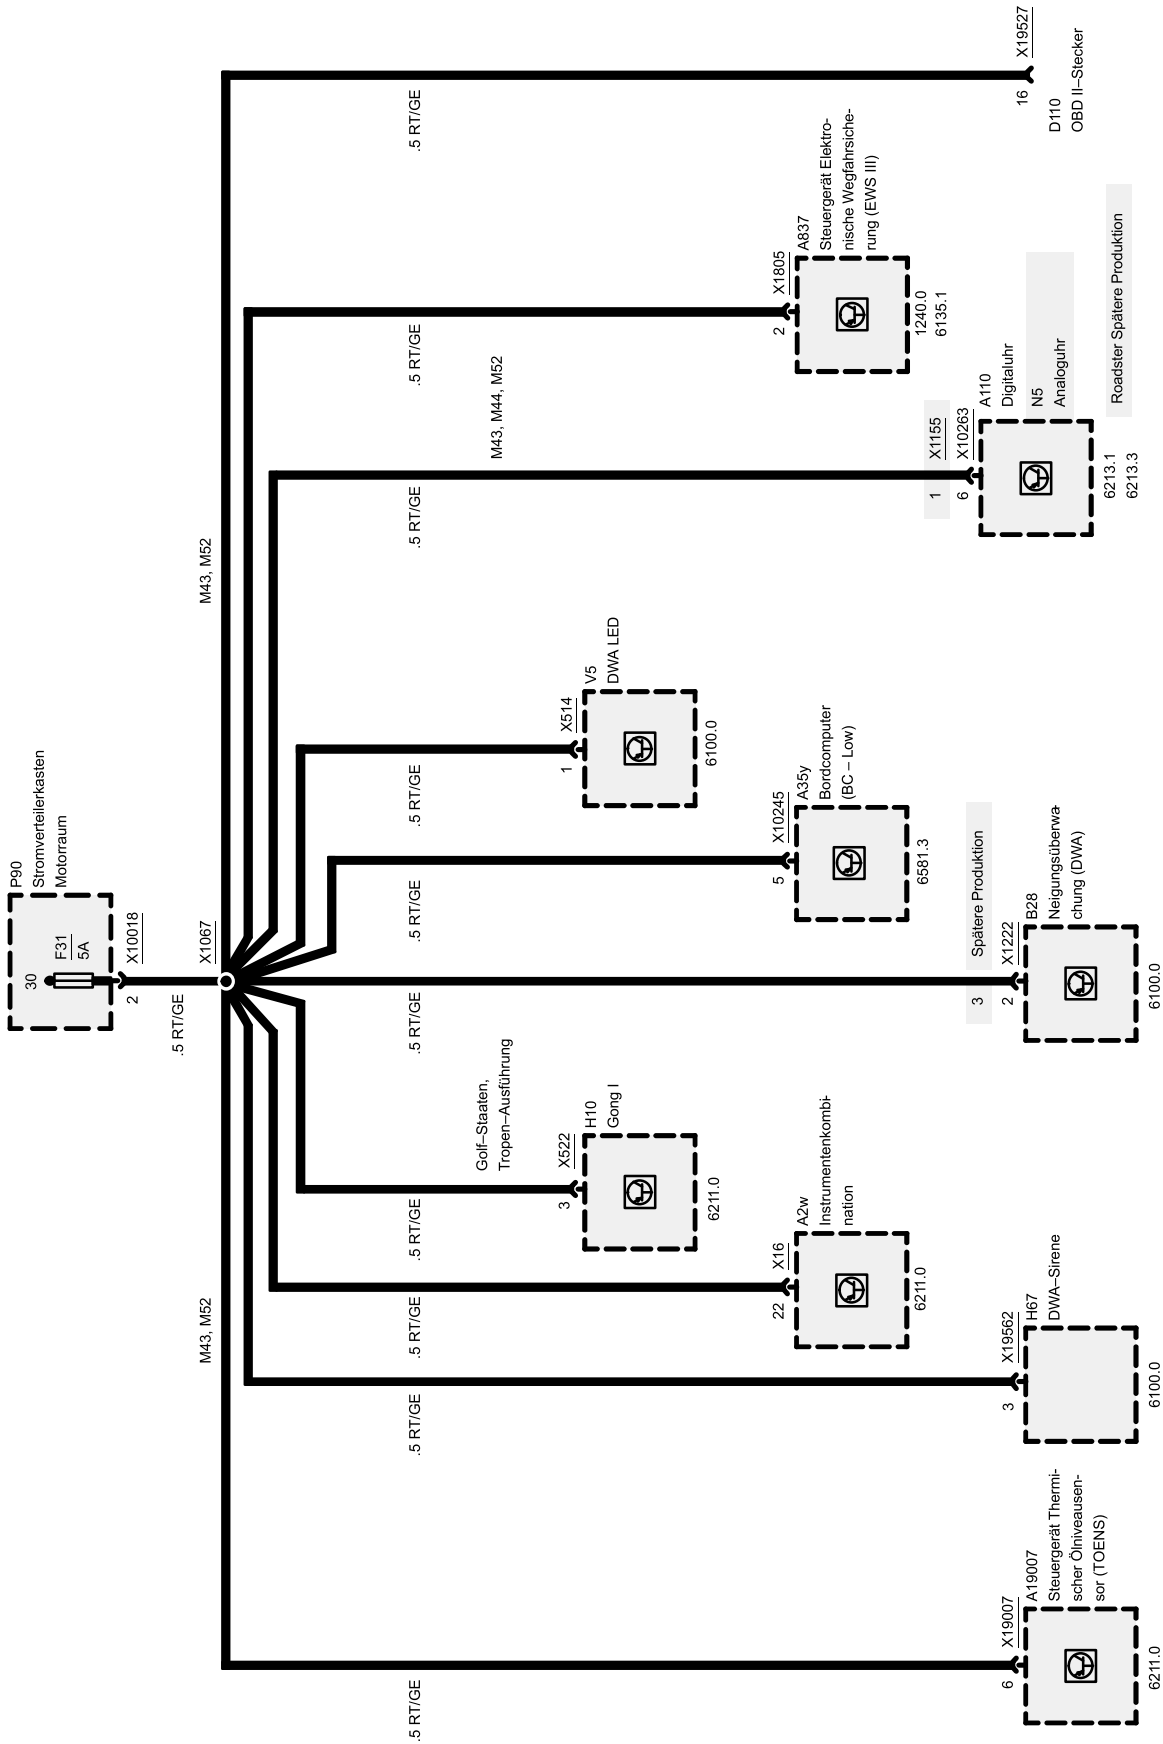 P90
Stromverteilerkasten
Motorraum
30
F31
5A
2
X10018
.5 RT/GE
X1067
M43, M52
M43, M52
.5 RT/GE
6
X19007
A19007
Steuergerät Thermi-
scher Ölniveausen-
sor (TOENS)
6211.0
.5 RT/GE
3
X19562
H67
DWA–Sirene
6100.0
.5 RT/GE
22
X16
A2w
Instrumentenkombi-
nation
6211.0
.5 RT/GE
Golf–Staaten,
Tropen–Ausführung
3
X522
H10
Gong I
6211.0
.5 RT/GE
3
Spätere Produktion
2
X1222
B28
Neigungsüberwa-
chung (DWA)
6100.0
.5 RT/GE
5
X10245
A35y
Bordcomputer
(BC – Low)
6581.3
.5 RT/GE
1
X514
V5
DWA LED
6100.0
.5 RT/GE
M43, M44, M52
1
X1155
6
X10263
A110
Digitaluhr
N5
Analoguhr
6213.1
6213.3
Roadster Spätere Produktion
.5 RT/GE
2
X1805
A837
Steuergerät Elektro-
nische Wegfahrsiche-
rung (EWS III)
1240.0
6135.1
.5 RT/GE
16
X19527
D110
OBD II–Stecker